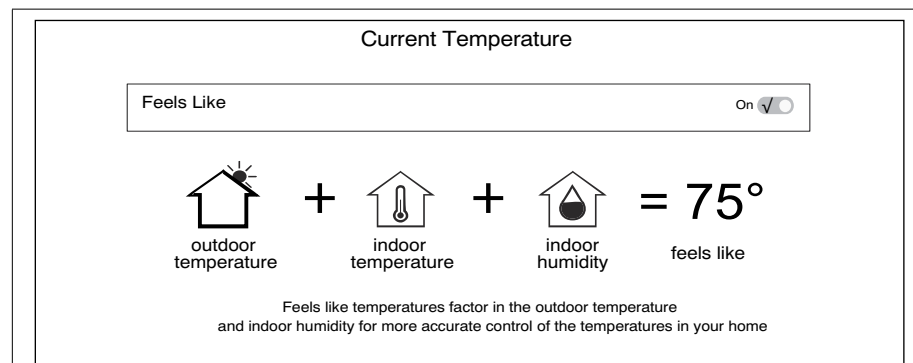 Current Temperature
Feels Like On √
+ + = 75°
outdoor temperature
indoor temperature
indoor humidity
feels like
Feels like temperatures factor in the outdoor temperature
and indoor humidity for more accurate control of the temperatures in your home